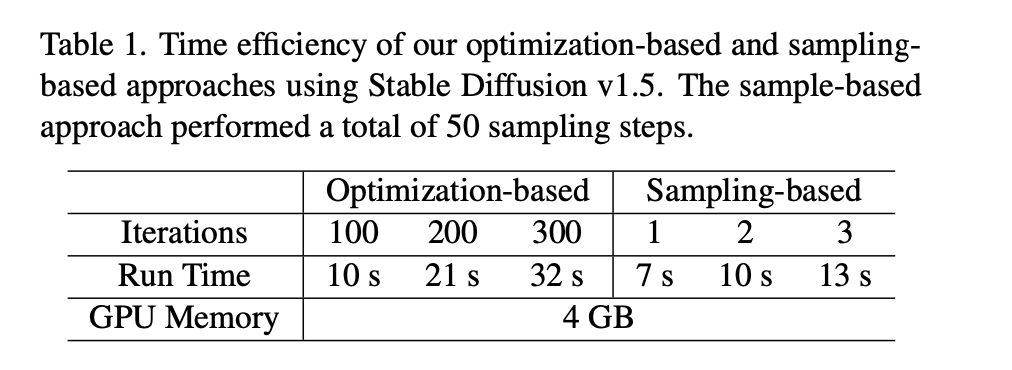 Table 1. Time efficiency of our optimization-based and sampling-
based approaches using Stable Diffusion v1.5. The sample-based
approach performed a total of 50 sampling steps.
Optimization-based Sampling-based
Iterations 100 200 300 1 2 3
Run Time 10 s 21 s 32 s 7 s 10 s 13 s
GPU Memory 4 GB